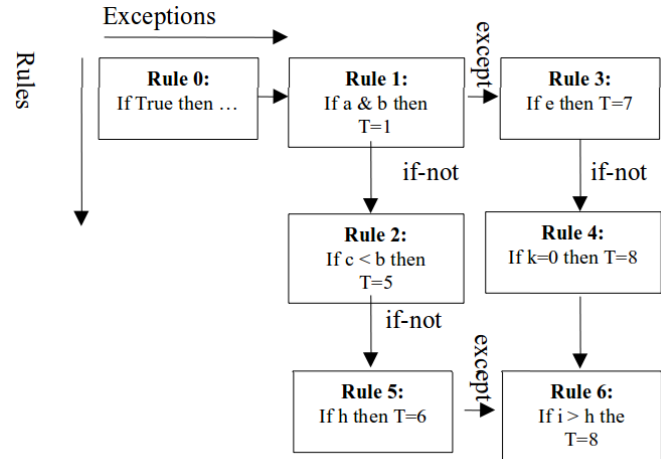 Exceptions
Rules
Rule 0:
If True then …
Rule 1:
If a & b then
T=1
except
Rule 3:
If e then T=7
if-not
if-not
Rule 2:
If c < b then
T=5
Rule 4:
If k=0 then T=8
if-not
except
Rule 5:
If h then T=6
Rule 6:
If i > h the
T=8